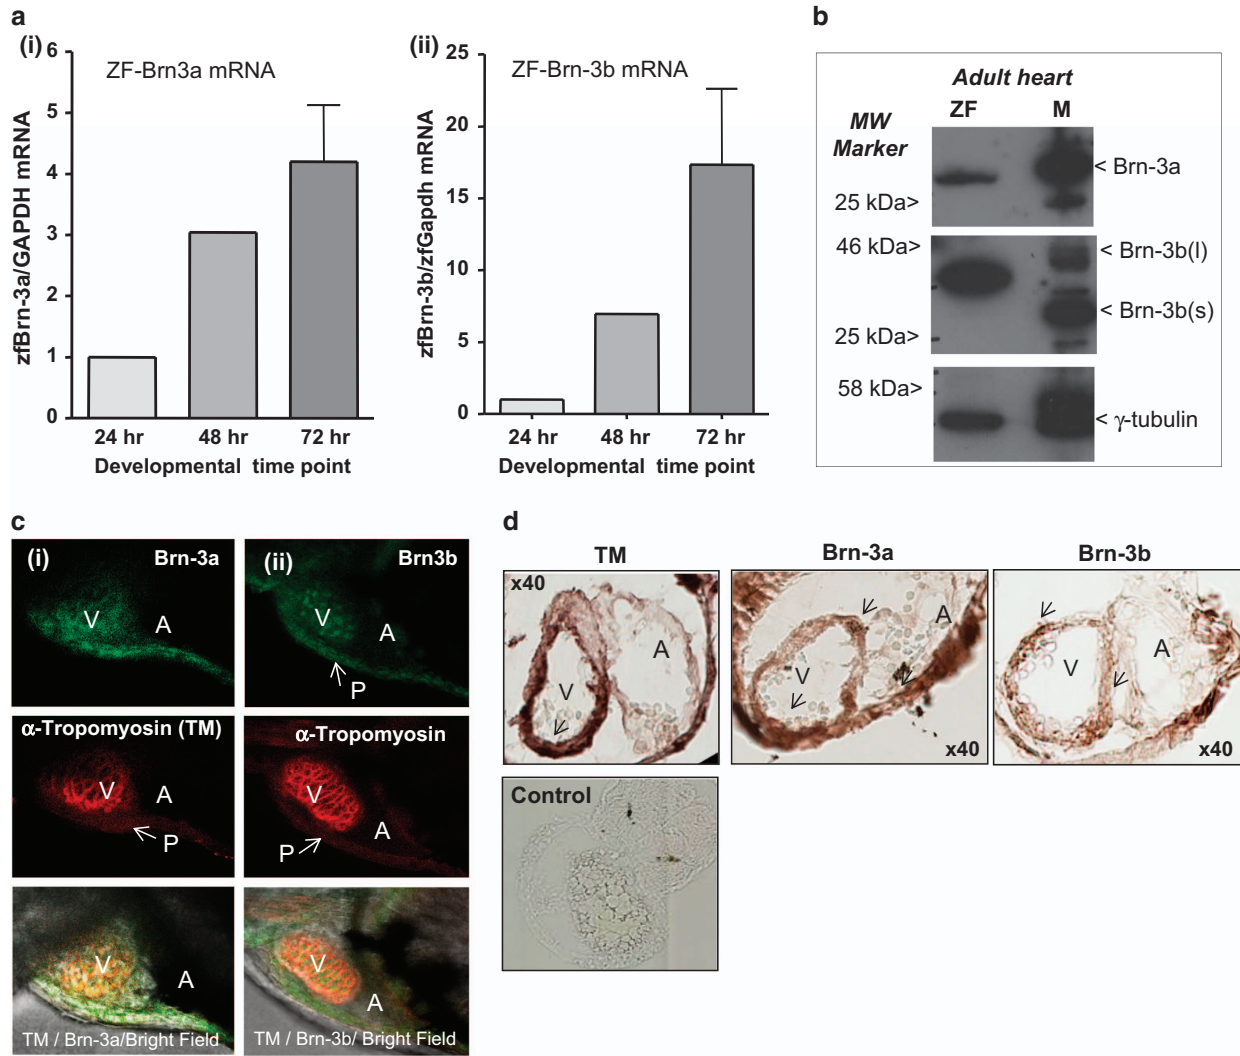 a
(i)
ZF-Brn3a mRNA
zfBrn-3a/GAPDH mRNA
6
5
4
3
2
1
0
24 hr 48 hr 72 hr
Developmental time point
(ii)
ZF-Brn-3b mRNA
zfBrn-3b/zfGapdh mRNA
25
20
15
10
5
0
24 hr 48 hr 72 hr
Developmental time point
b
Adult heart
ZF M
MW
Marker
< Brn-3a
25 kDa>
46 kDa>
< Brn-3b(l)
< Brn-3b(s)
25 kDa>
58 kDa>
< γ-tubulin
c
(i) Brn-3a
V A
(ii) Brn3b
V A
P
α-Tropomyosin (TM)
V A
P
α-Tropomyosin
V A
P
V A
TM / Brn-3a/Bright Field
V A
TM / Brn-3b/ Bright Field
d
TM
x40
V A
Brn-3a
V A
x40
Brn-3b
V A
x40
Control